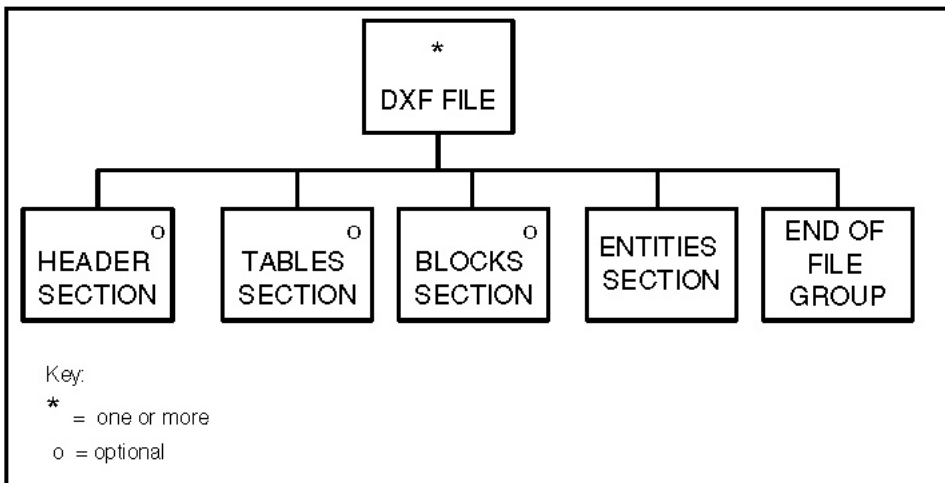 *
DXF FILE
o
HEADER
SECTION
o
TABLES
SECTION
o
BLOCKS
SECTION
ENTITIES
SECTION
END OF
FILE
GROUP
Key:
* = one or more
o = optional